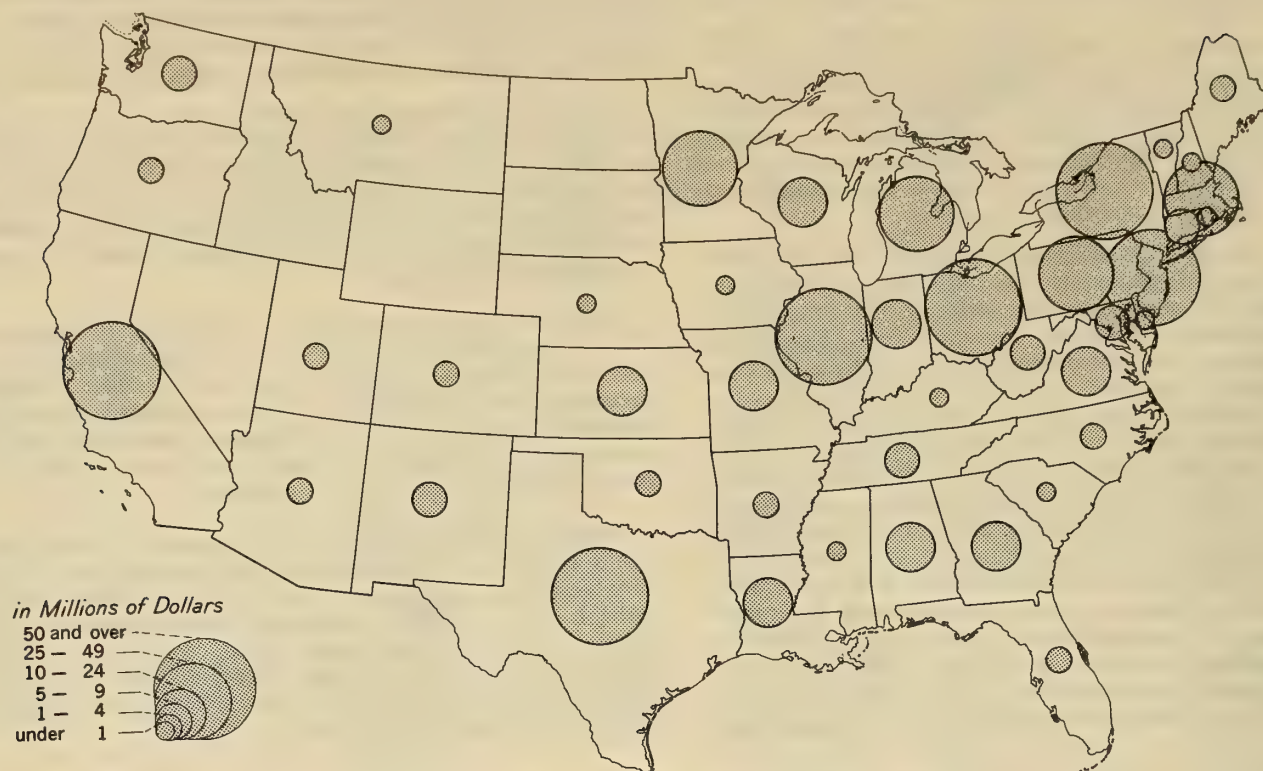 in Millions of Dollars
50 and over
25 – 49
10 – 24
5 – 9
1 – 4
under 1